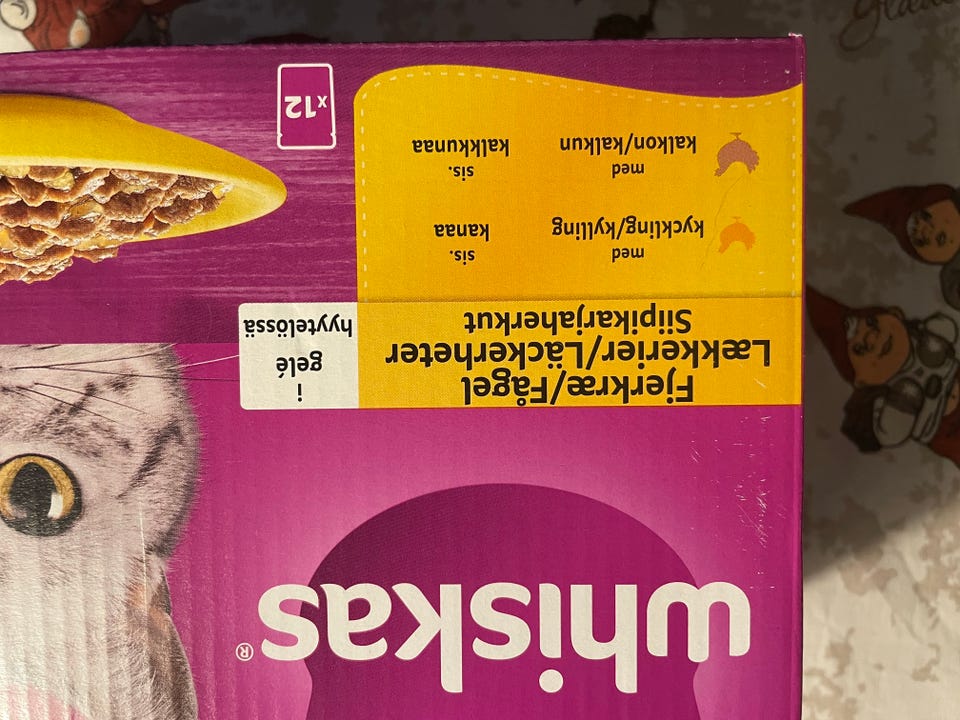 whiskas®
Fjerkræ/Fågel
Lækkerier/Läckerheter
Siipikarjaherkut
i
gelé
hyytelössä
med
kyckling/kylling
sis.
kanaa
med
kalkon/kalkun
sis.
kalkkunaa
x12